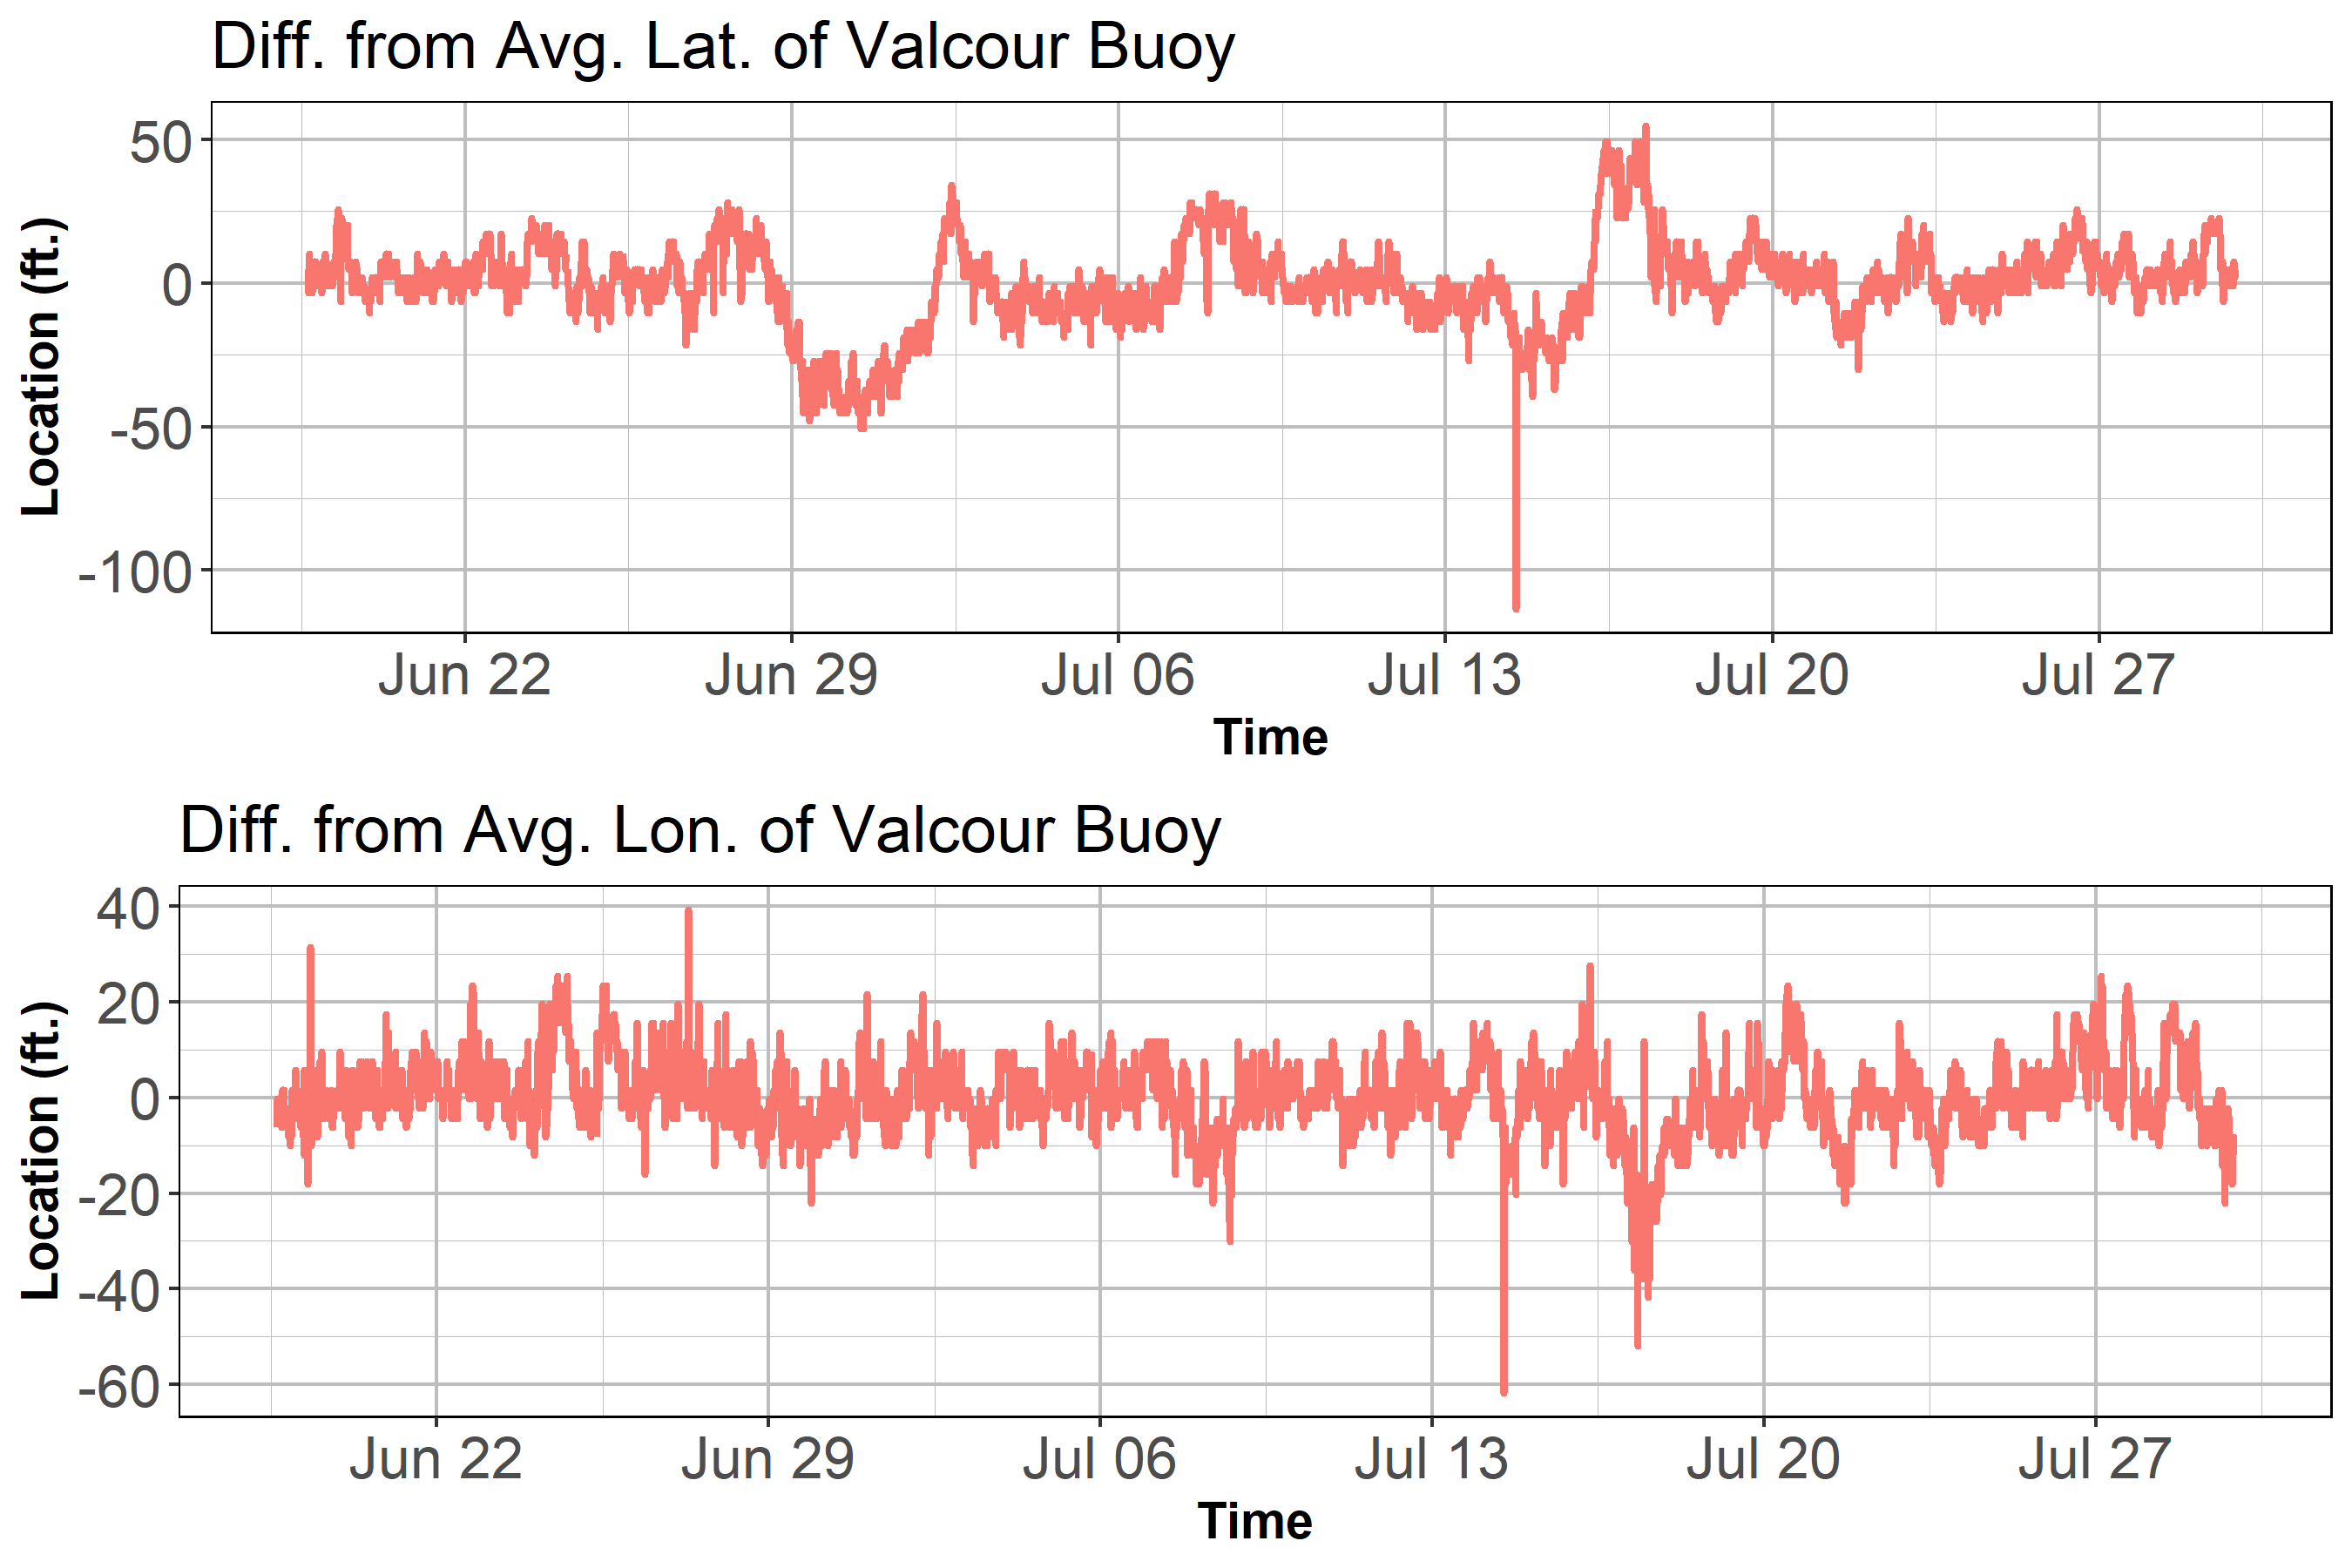 Diff. from Avg. Lat. of Valcour Buoy
Location (ft.)
50
0
-50
-100
Jun 22 Jun 29 Jul 06 Jul 13 Jul 20 Jul 27
Time
Diff. from Avg. Lon. of Valcour Buoy
Location (ft.)
40
20
0
-20
-40
-60
Jun 22 Jun 29 Jul 06 Jul 13 Jul 20 Jul 27
Time